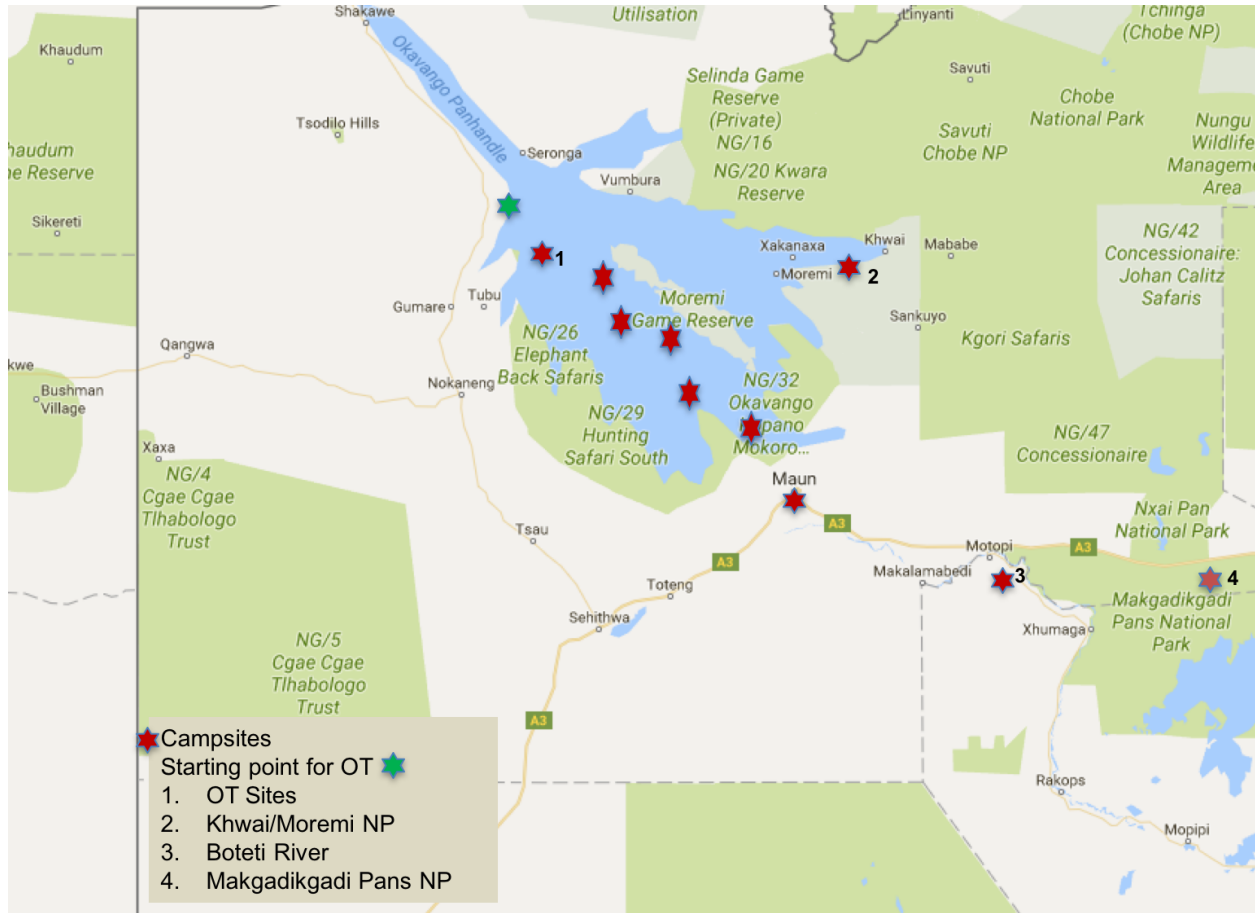 Shakawe
Utilisation
Linyanti
Tchinga
(Chobe NP)
Khaudum
Okavango Panhandle
Savuti
Selinda Game
Reserve
(Private)
NG/16
Chobe
National Park
Tsodilo Hills
Nungu
Wildlife
Managem
Area
Savuti
Chobe NP
haudum
e Reserve
Seronga
NG/20 Kwara
Reserve
Vumbura
Sikereti
Xakanaxa
Khwai
Mababe
NG/42
Concessionaire:
Johan Calitz
Safaris
1
Moremi
2
Gumare
Tubu
Moremi
Game Reserve
Sankuyo
NG/26
Elephant
Back Safaris
Kgori Safaris
Qangwa
kwe
Bushman
Village
Nokaneng
NG/32
Okavango
Kopano
Mokoro...
NG/29
Hunting
Safari South
NG/47
Concessionaire
Xaxa
NG/4
Cgae Cgae
Tlhabologo
Trust
Maun
Nxai Pan
National Park
A3
Tsau
Motopi
A3
A3
Makalamabedi
3
4
Toteng
Makgadikgadi
Pans National
Park
Sehithwa
Xhumaga
NG/5
Cgae Cgae
Tlhabologo
Trust
A3
Campsites
Starting point for OT
1. OT Sites
2. Khwai/Moremi NP
3. Boteti River
4. Makgadikgadi Pans NP
Rakops
Mopipi